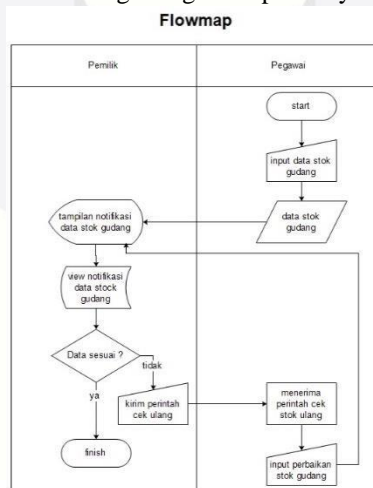 Flowmap
Pemilik
Pegawai
start
input data stok
gudang
data stok
gudang
tampilan notifikasi
data stok gudang
view notifikasi
data stock
gudang
Data sesuai ?
tidak
ya
kirim perintah
cek ulang
menerima
perintah cek
stok ulang
finish
input perbaikan
stok gudang